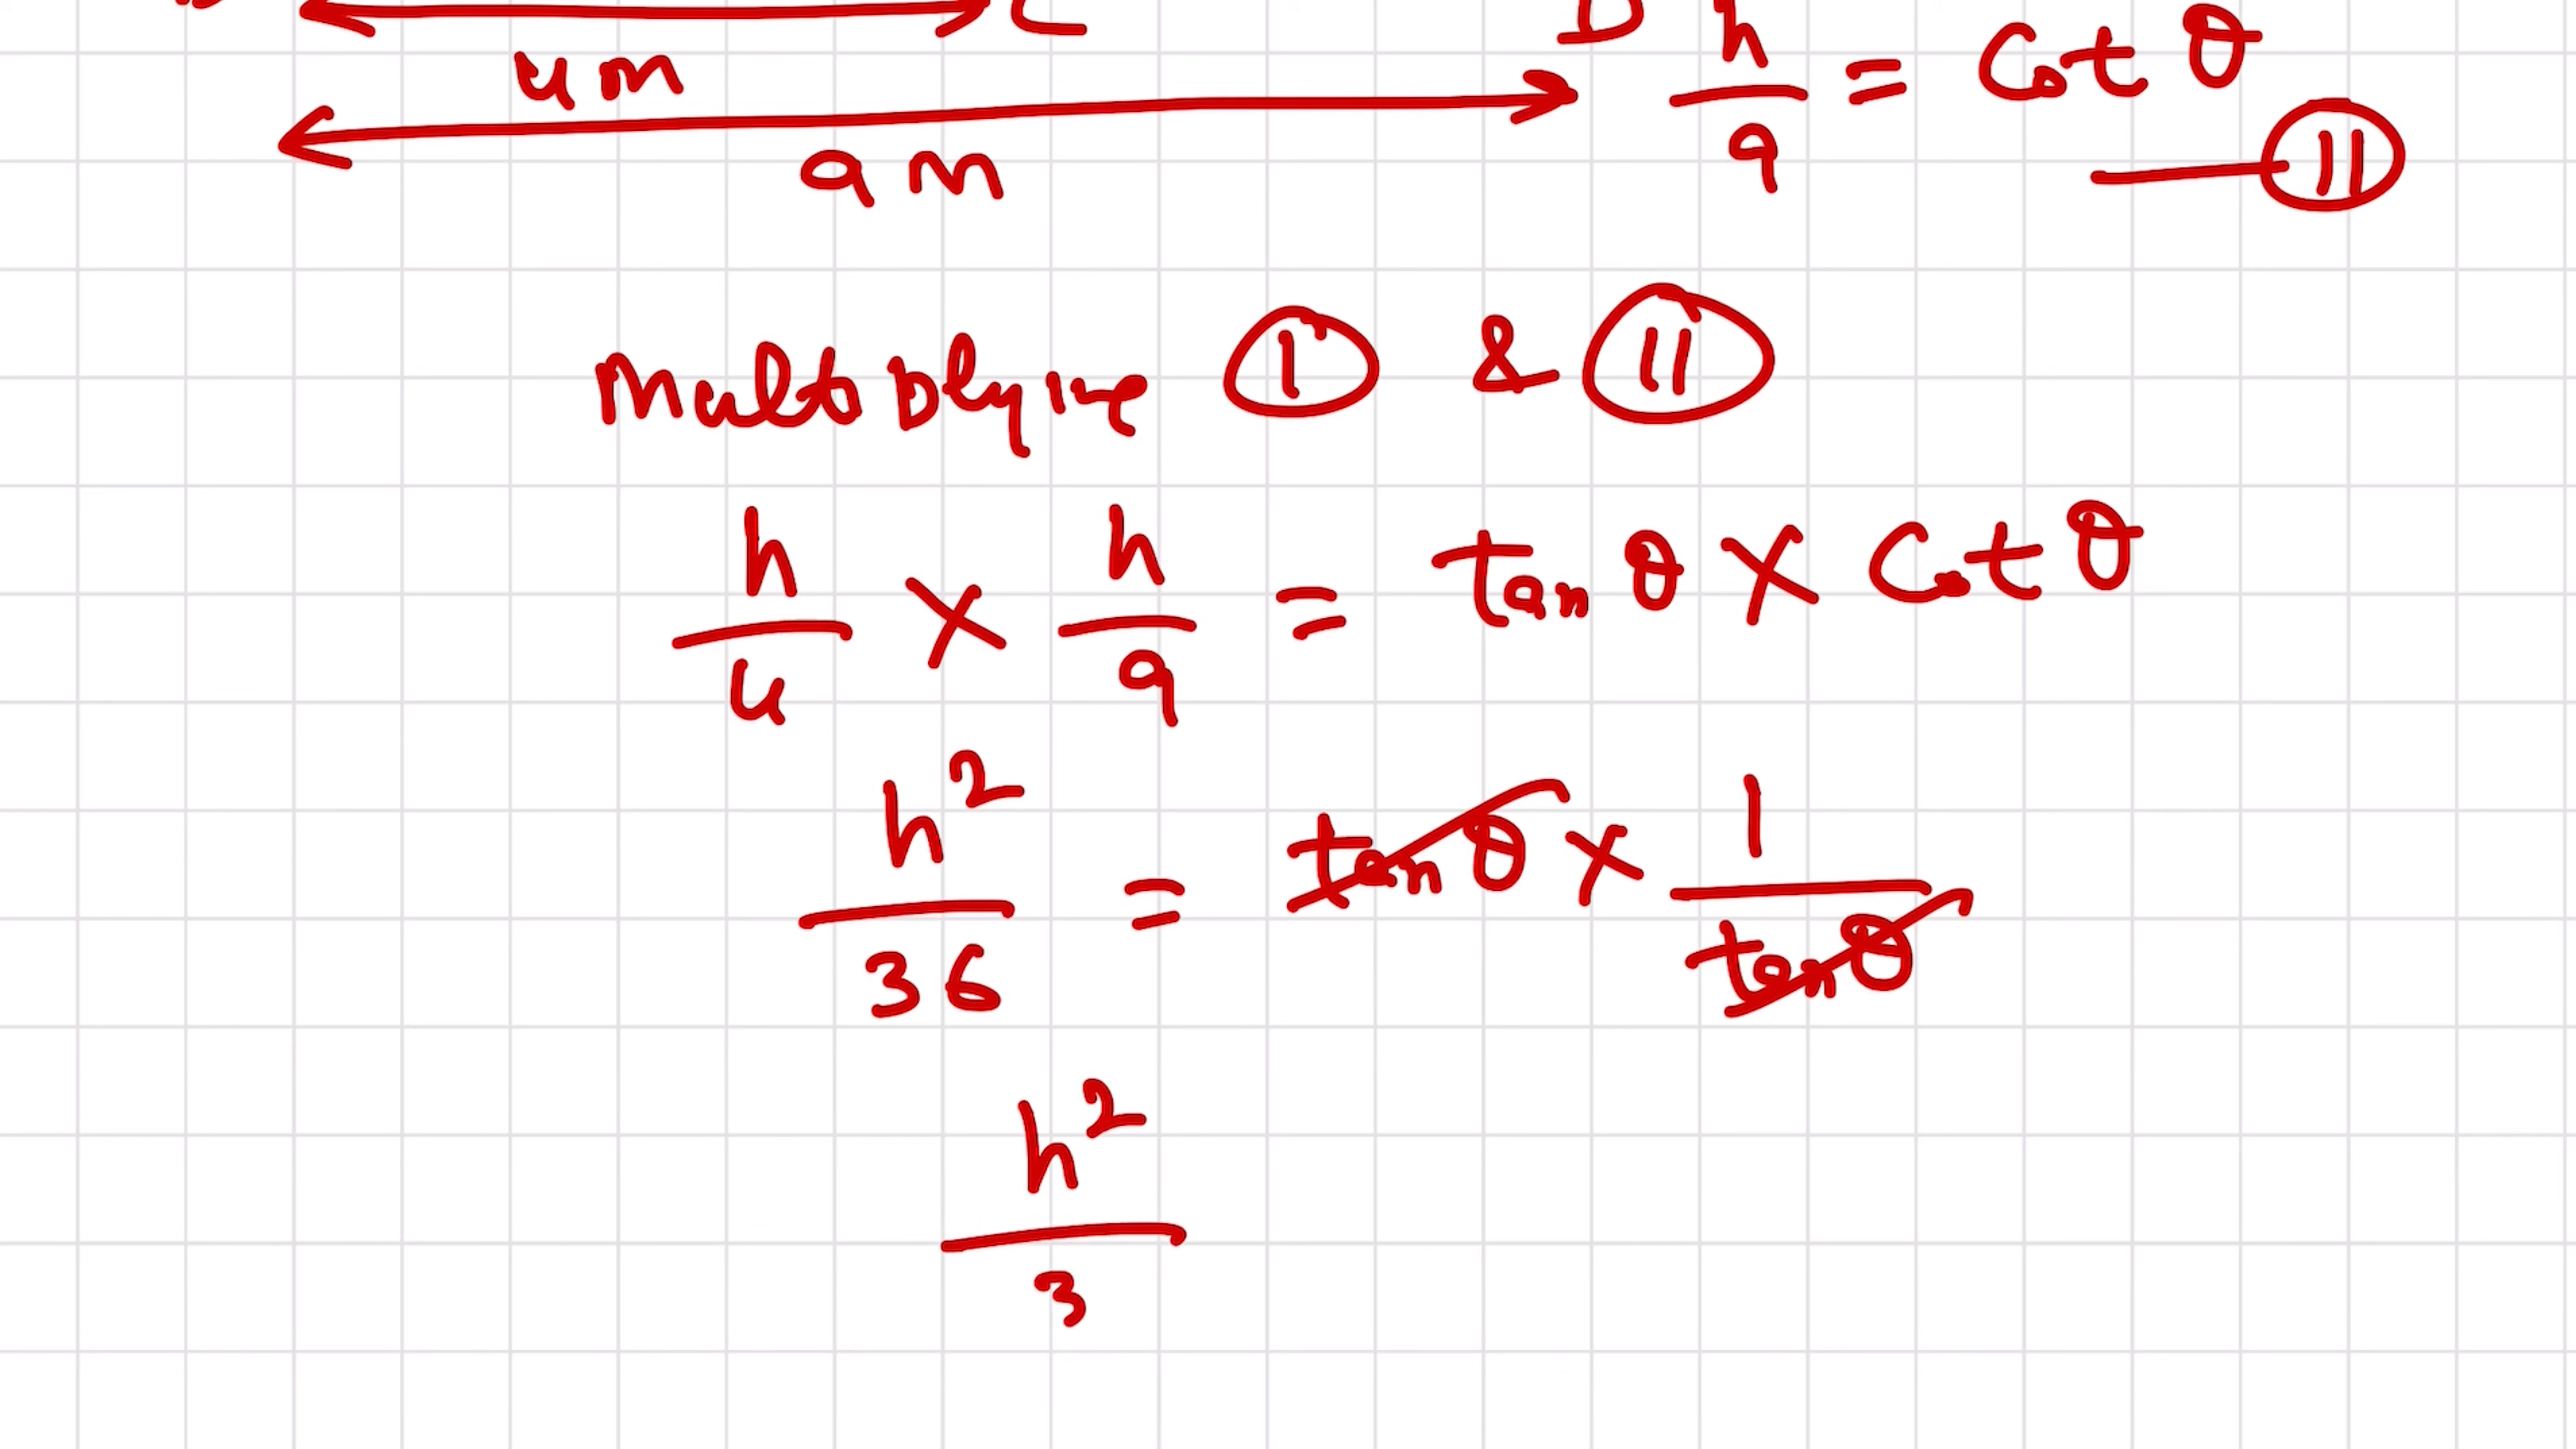 C D h
4m — = Cot θ
9m 9 — II
Multiplying I & II
h/4 × h/9 = tan θ × Cot θ
h²/36 = tan θ × 1/tan θ
h²/3